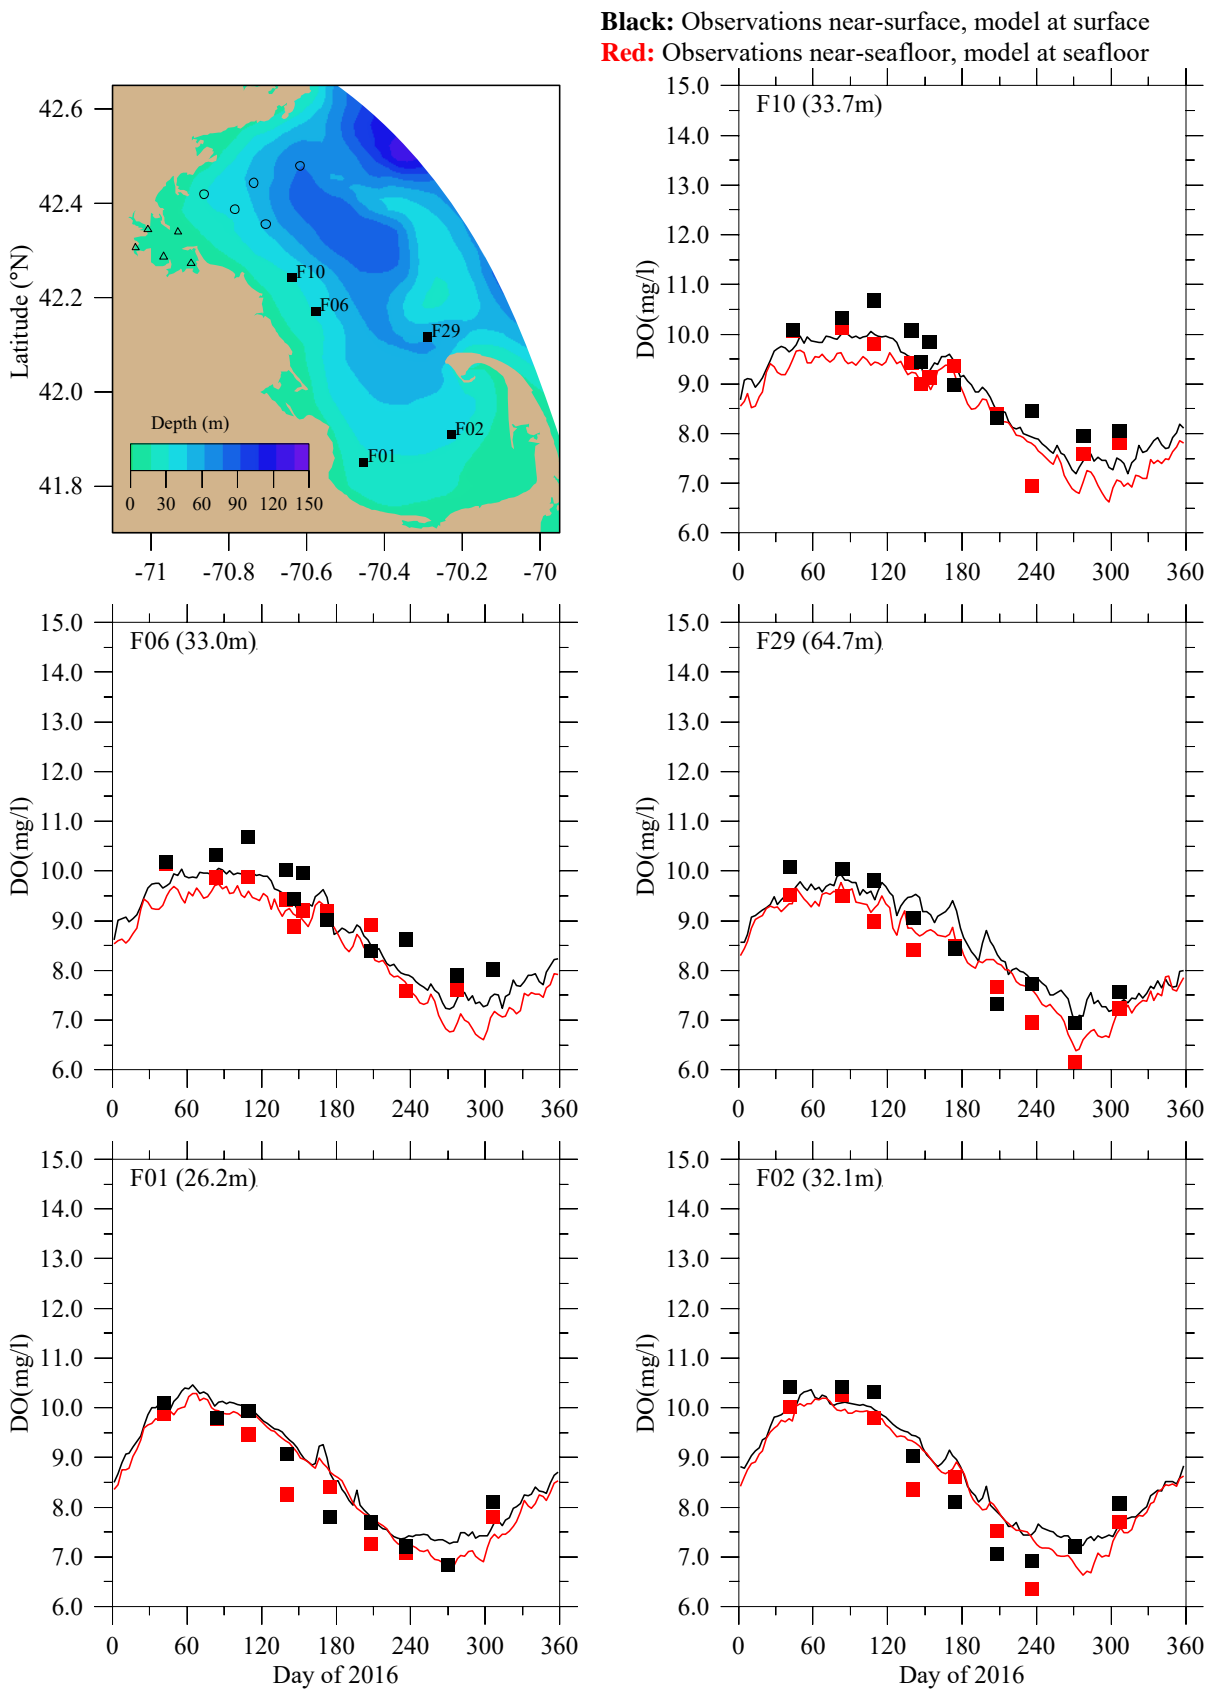 Black: Observations near-surface, model at surface
Red: Observations near-seafloor, model at seafloor
42.6
42.4
42.2
42.0
41.8
Latitude (°N)
F10
F06
F29
F02
F01
Depth (m)
0 30 60 90 120 150
-71 -70.8 -70.6 -70.4 -70.2 -70
F10 (33.7m)
15.0
14.0
13.0
12.0
11.0
10.0
9.0
8.0
7.0
6.0
DO(mg/l)
0 60 120 180 240 300 360
F06 (33.0m)
15.0
14.0
13.0
12.0
11.0
10.0
9.0
8.0
7.0
6.0
DO(mg/l)
0 60 120 180 240 300 360
F29 (64.7m)
15.0
14.0
13.0
12.0
11.0
10.0
9.0
8.0
7.0
6.0
DO(mg/l)
0 60 120 180 240 300 360
F01 (26.2m)
15.0
14.0
13.0
12.0
11.0
10.0
9.0
8.0
7.0
6.0
DO(mg/l)
0 60 120 180 240 300 360
Day of 2016
F02 (32.1m)
15.0
14.0
13.0
12.0
11.0
10.0
9.0
8.0
7.0
6.0
DO(mg/l)
0 60 120 180 240 300 360
Day of 2016